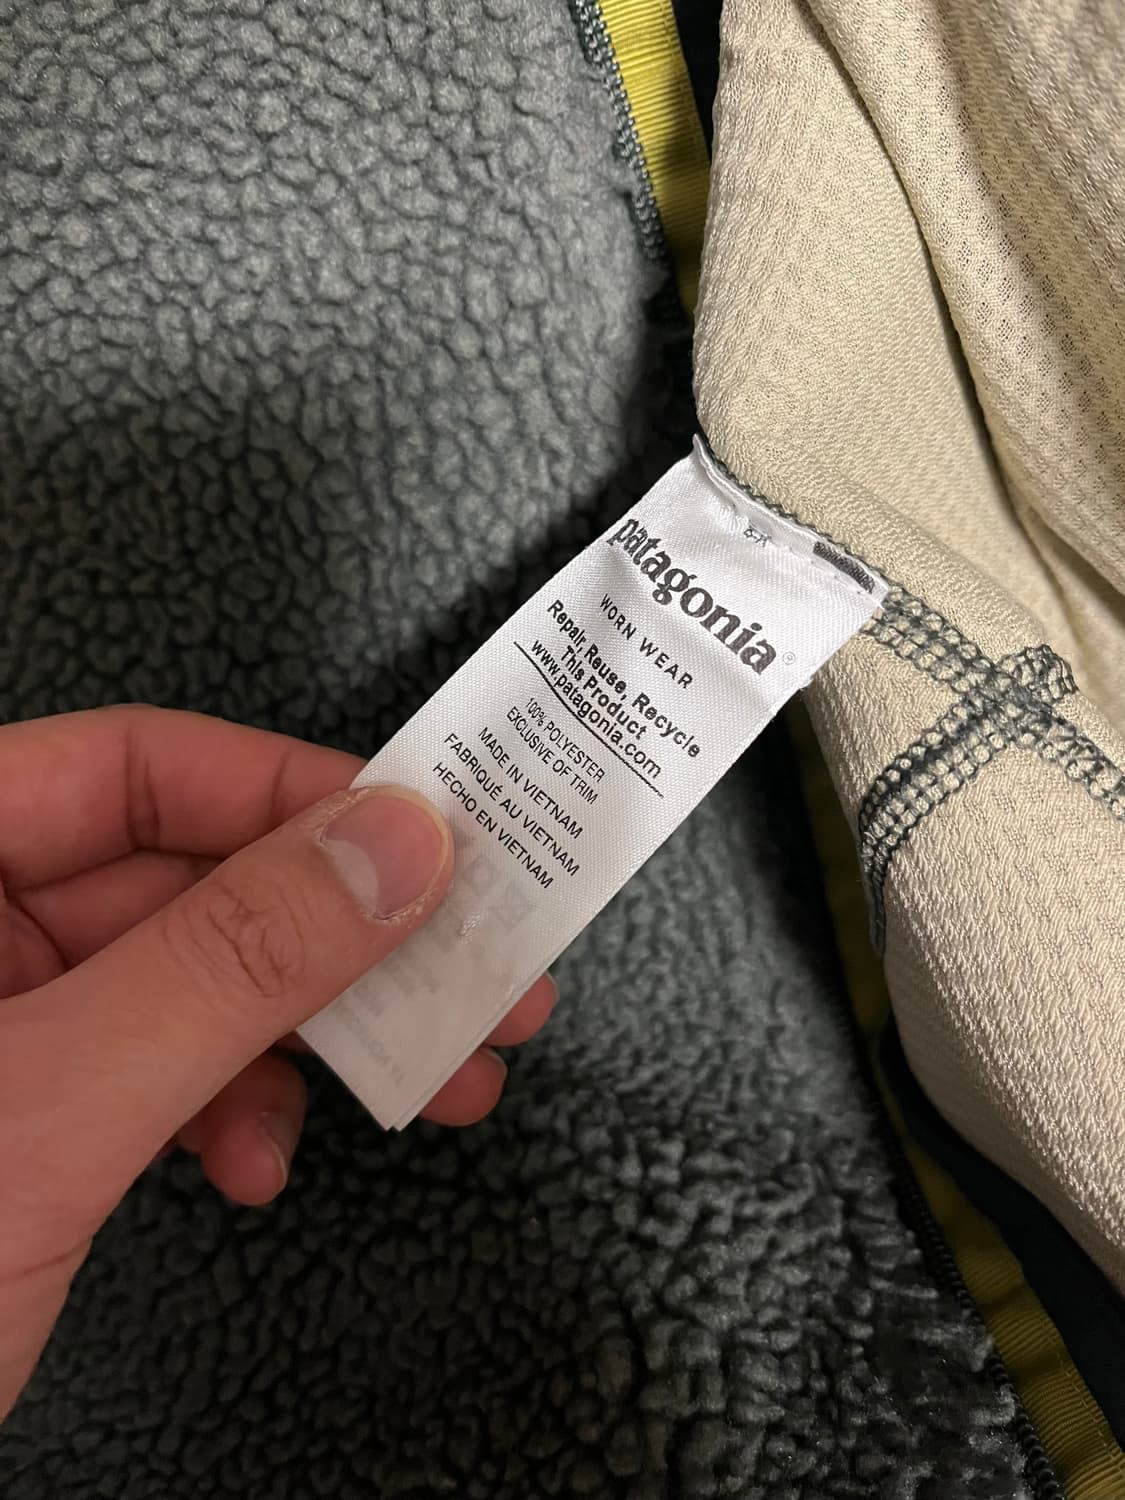 patagonia®
WORN WEAR
Repair, Reuse, Recycle
This Product
www.patagonia.com
100% POLYESTER
EXCLUSIVE OF TRIM
MADE IN VIETNAM
FABRIQUÉ AU VIETNAM
HECHO EN VIETNAM